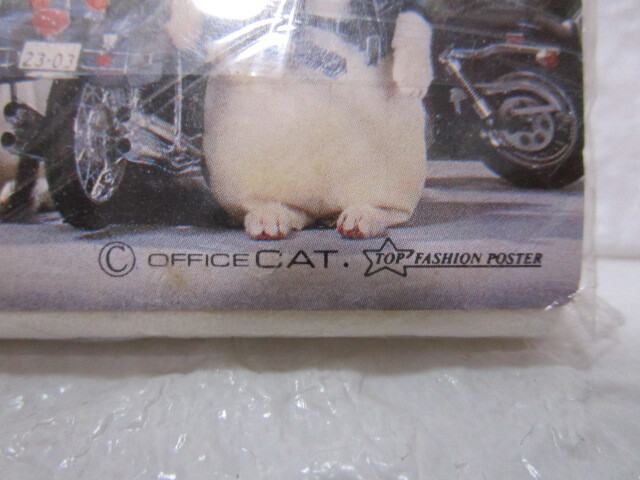 23-03
© OFFICE CAT. TOP FASHION POSTER